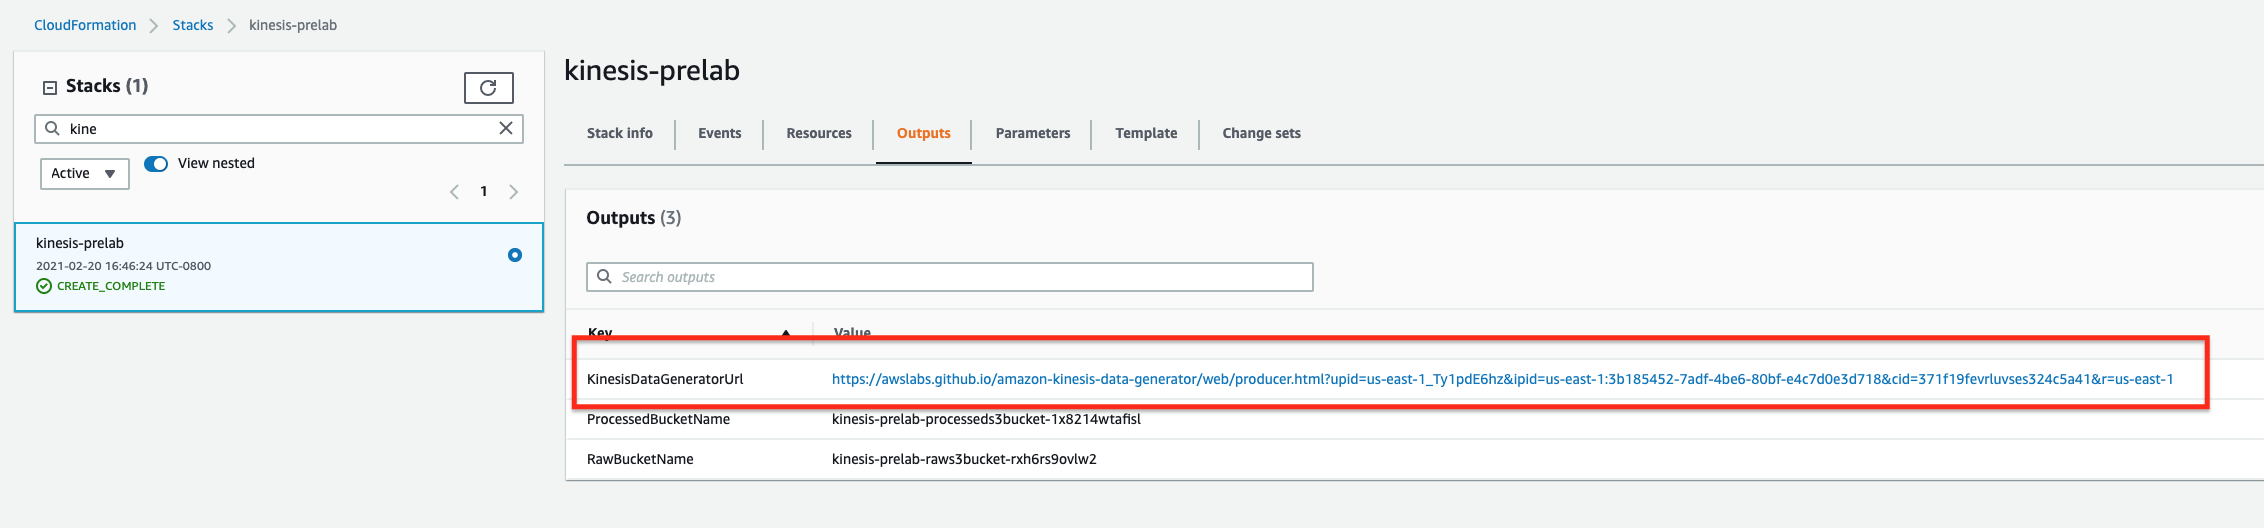 CloudFormation > Stacks > kinesis-prelab
Stacks (1)
kine
Active
View nested
1
kinesis-prelab
2021-02-20 16:46:24 UTC-0800
CREATE_COMPLETE
kinesis-prelab
Stack info Events Resources Outputs Parameters Template Change sets
Outputs (3)
Search outputs
Key Value
KinesisDataGeneratorUrl https://awslabs.github.io/amazon-kinesis-data-generator/web/producer.html?upid=us-east-1_Ty1pdE6hz&ipid=us-east-1:3b185452-7adf-4be6-80bf-e4c7d0e3d718&cid=371f19fevrluvses324c5a41&r=us-east-1
ProcessedBucketName kinesis-prelab-processeds3bucket-1x8214wtafisl
RawBucketName kinesis-prelab-raws3bucket-rxh6rs9ovlw2